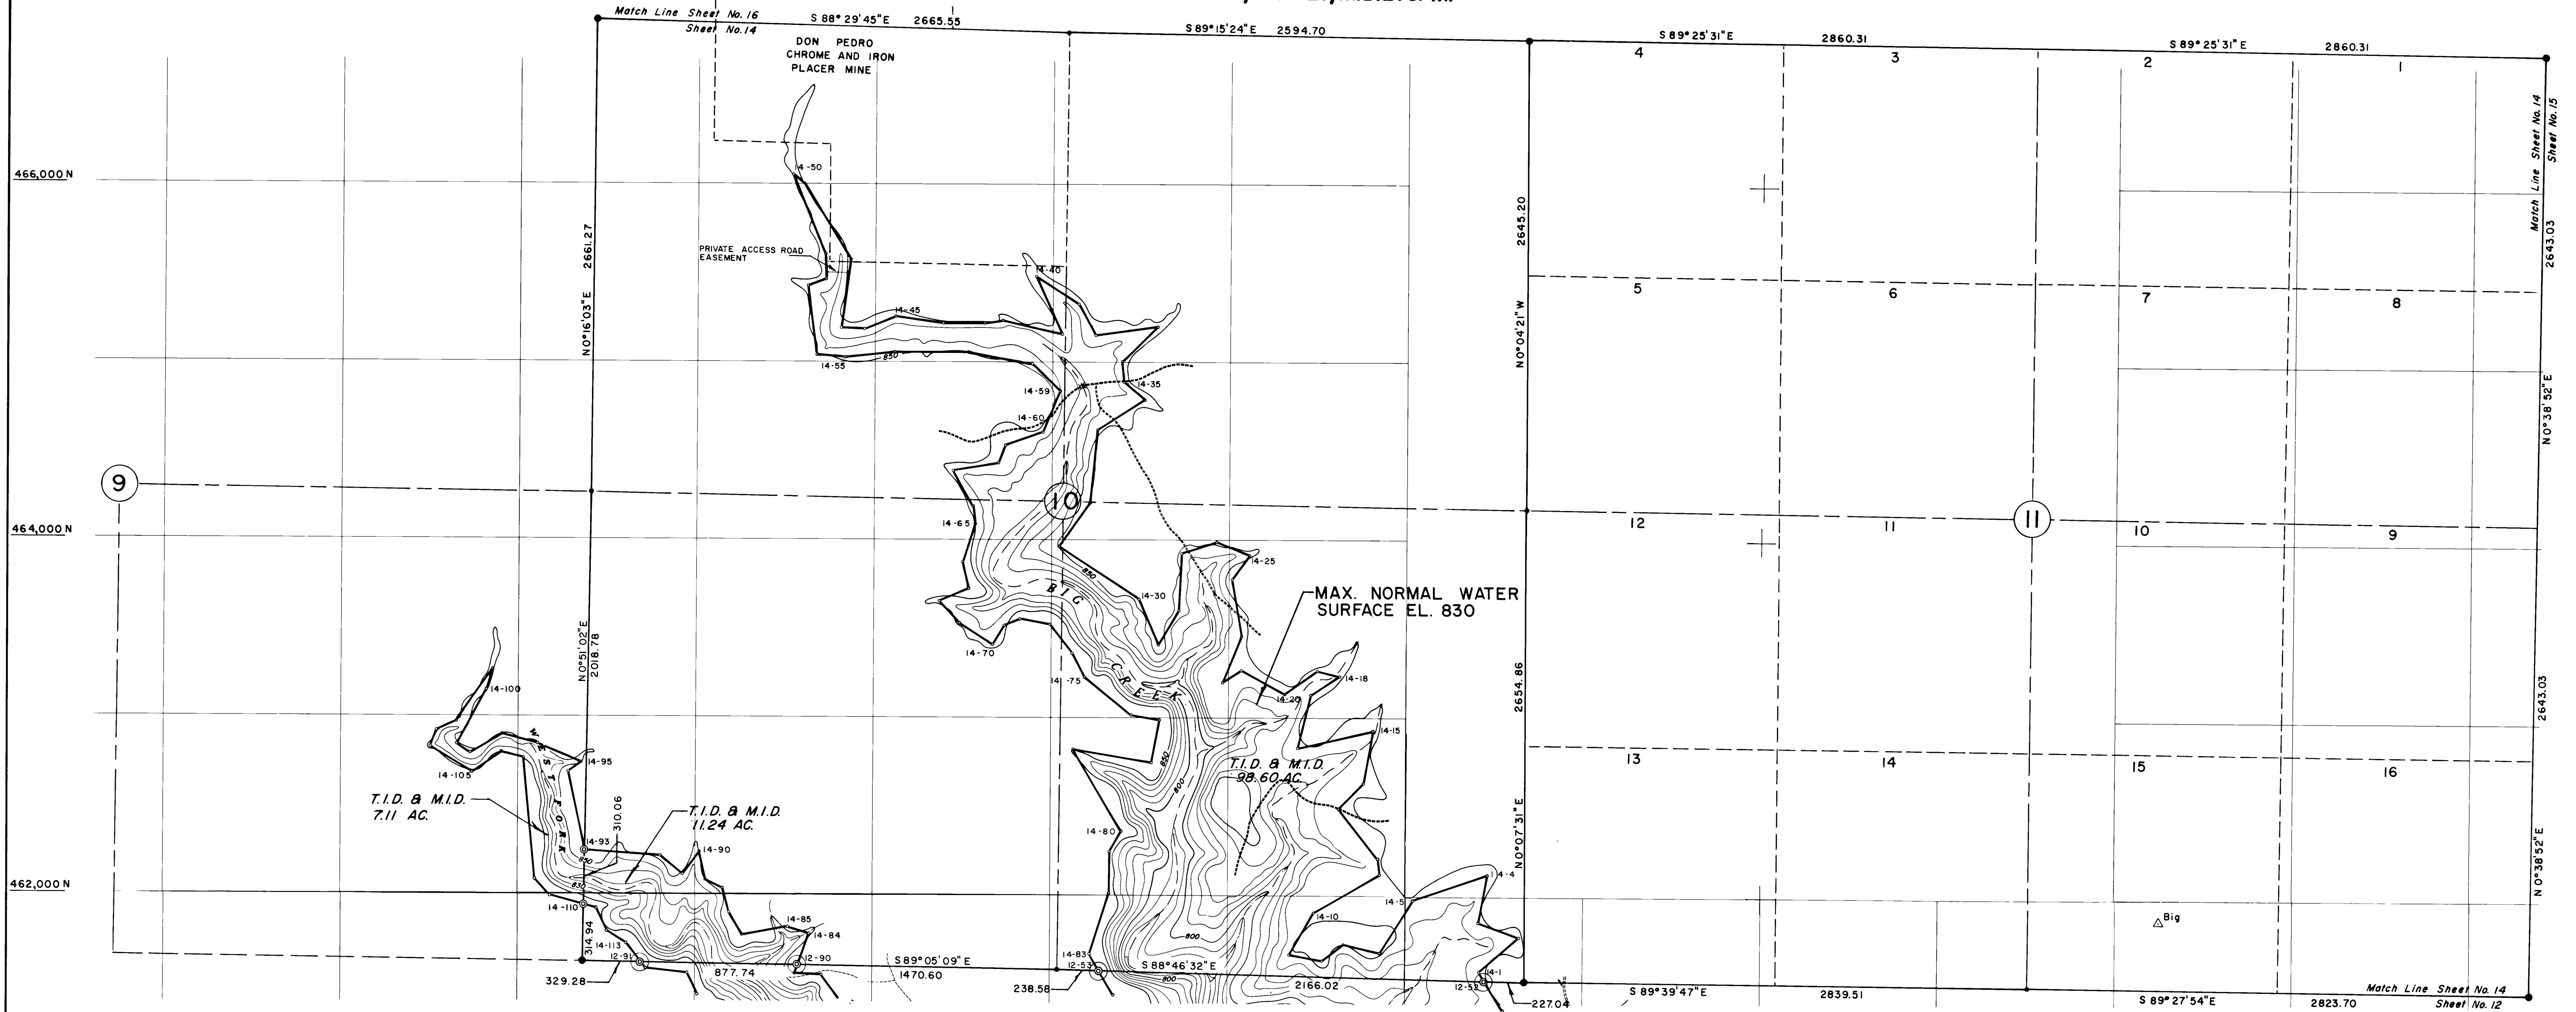 Match Line Sheet No. 16
Sheet No. 14
S 88° 29' 45" E 2665.55
S 89° 15' 24" E 2594.70
S 89° 25' 31" E 2860.31
S 89° 25' 31" E 2860.31
DON PEDRO
CHROME AND IRON
PLACER MINE
4
3
2
1
Match Line Sheet No. 14
Sheet No. 15
466,000 N
14-50
PRIVATE ACCESS ROAD
EASEMENT
N 0° 16' 03" E 2661.27
2645.20
N 0° 04' 21" W
2643.03
N 0° 38' 52" E
14-40
14-45
5
6
7
8
14-55
850
14-59
14-35
14-60
9
10
11
464,000 N
14-65
12
11
10
9
14-25
850
14-30
BIG
CREEK
MAX. NORMAL WATER
SURFACE EL. 830
14-70
14-75
N 0° 51' 02" E
2018.78
14-100
14-18
14-20
2654.86
N 0° 07' 31" E
2643.03
N 0° 38' 52" E
14-15
WEST FORK
14-95
14-105
850
800
T.I.D. & M.I.D.
98.60 AC.
13
14
15
16
T.I.D. & M.I.D.
7.11 AC.
310.06
T.I.D. & M.I.D.
11.24 AC.
14-80
14-93
850
14-90
830
462,000 N
14-4
14-5
14-110
14-85
14-84
14-10
Big
314.94
14-113
12-91
12-90
14-83
12-53
800
800
14-1
12-52
329.28
877.74
S 89° 05' 09" E
1470.60
238.58
S 88° 46' 32" E
2166.02
227.04
S 89° 39' 47" E 2839.51
S 89° 27' 54" E 2823.70
Match Line Sheet No. 14
Sheet No. 12